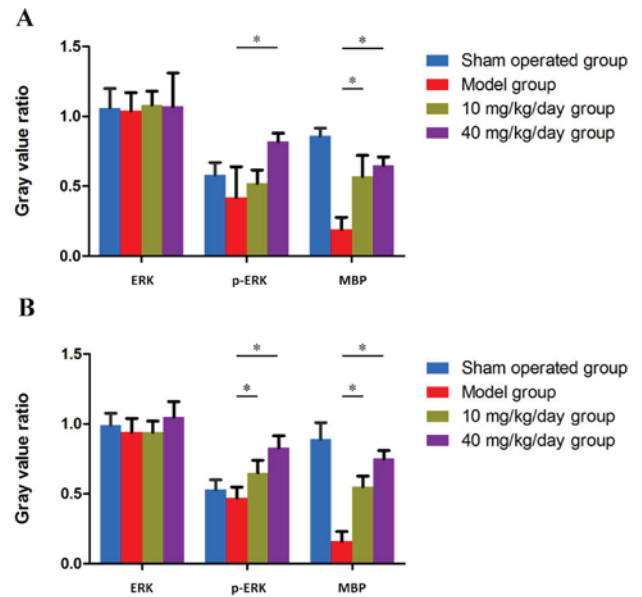 A
*
*
*
1.5
1.0
0.5
0.0
Gray value ratio
ERK
p-ERK
MBP
Sham operated group
Model group
10 mg/kg/day group
40 mg/kg/day group
B
*
*
*
*
1.5
1.0
0.5
0.0
Gray value ratio
ERK
p-ERK
MBP
Sham operated group
Model group
10 mg/kg/day group
40 mg/kg/day group